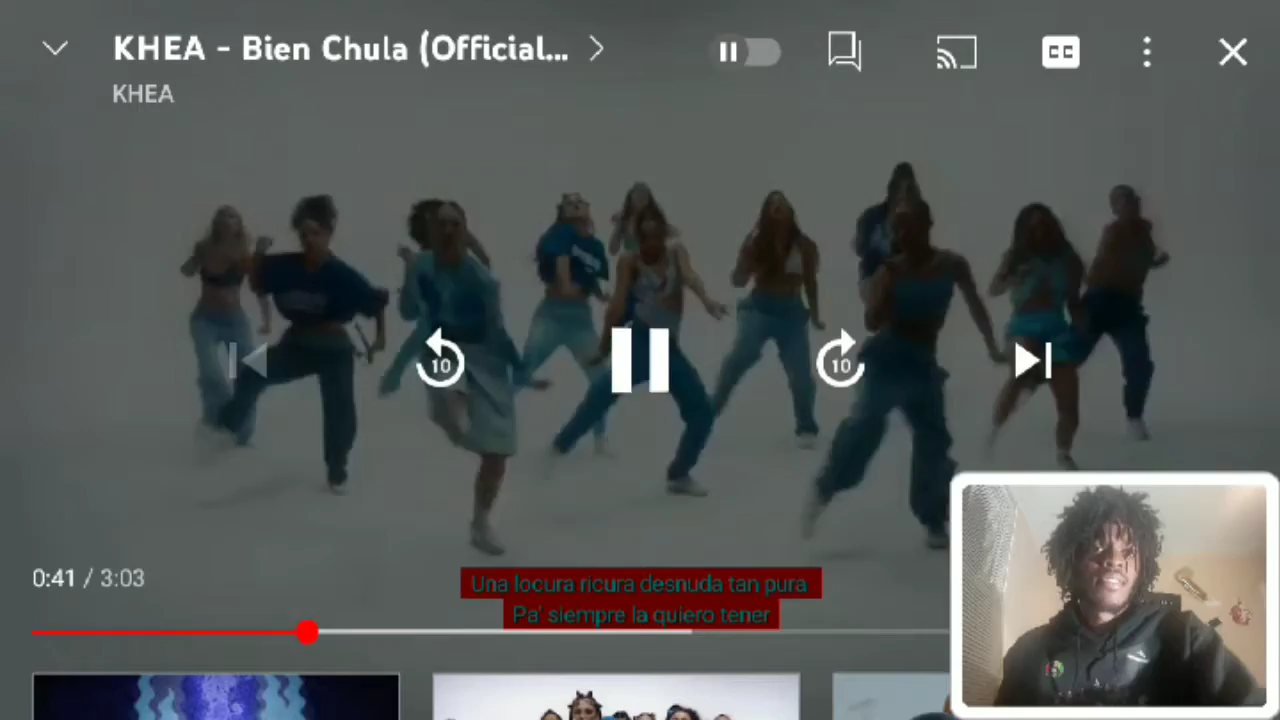 KHEA - Bien Chula (Official...
KHEA
CC
10
10
0:41 / 3:03
Una locura ricura desnuda tan pura
Pa' siempre la quiero tener